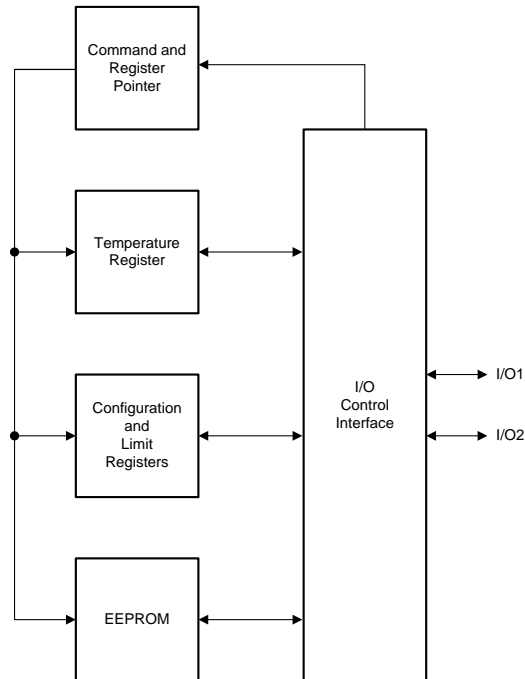 Command and
Register
Pointer
Temperature
Register
Configuration
and
Limit
Registers
EEPROM
I/O
Control
Interface
I/O1
I/O2